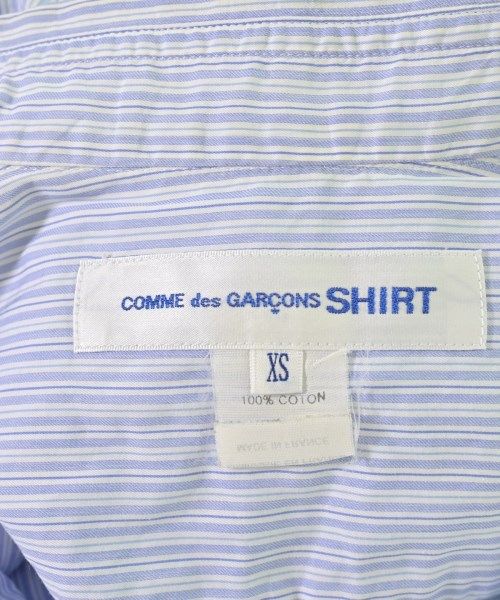 COMME des GARÇONS SHIRT
XS
100% COTON
MADE IN FRANCE